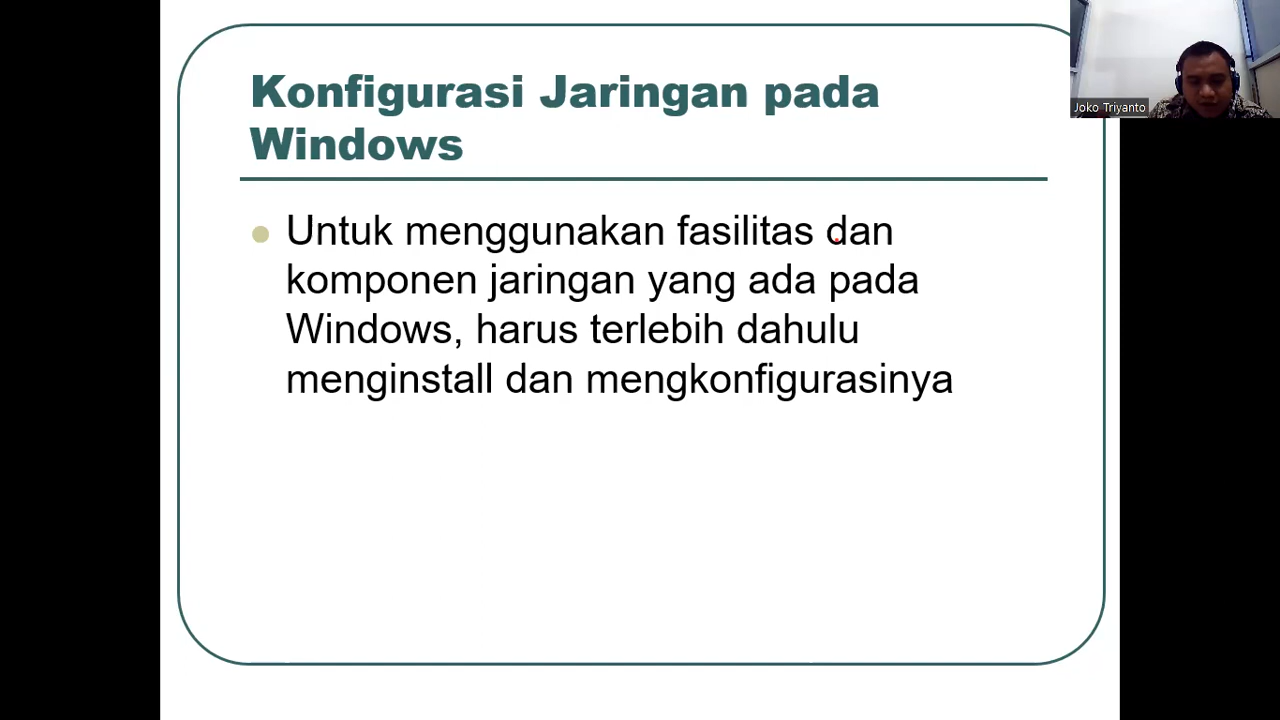 Konfigurasi Jaringan pada
Windows
Joko Triyanto
Untuk menggunakan fasilitas dan
komponen jaringan yang ada pada
Windows, harus terlebih dahulu
menginstall dan mengkonfigurasinya